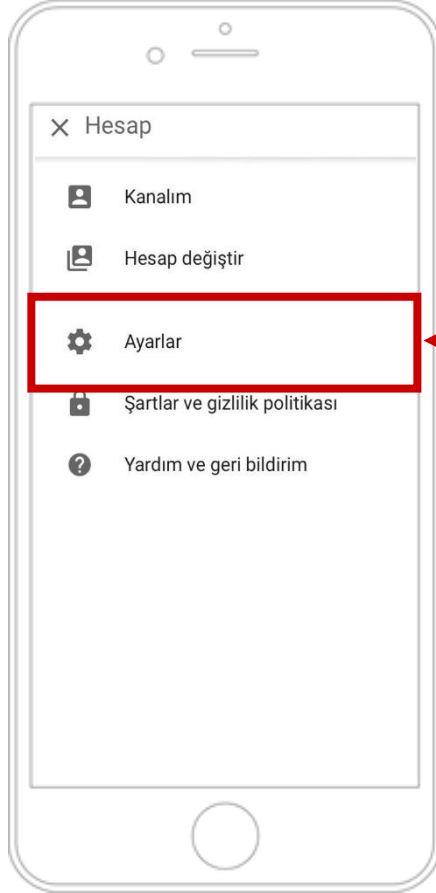 Hesap
Kanalım
Hesap değiştir
Ayarlar
Şartlar ve gizlilik politikası
Yardım ve geri bildirim